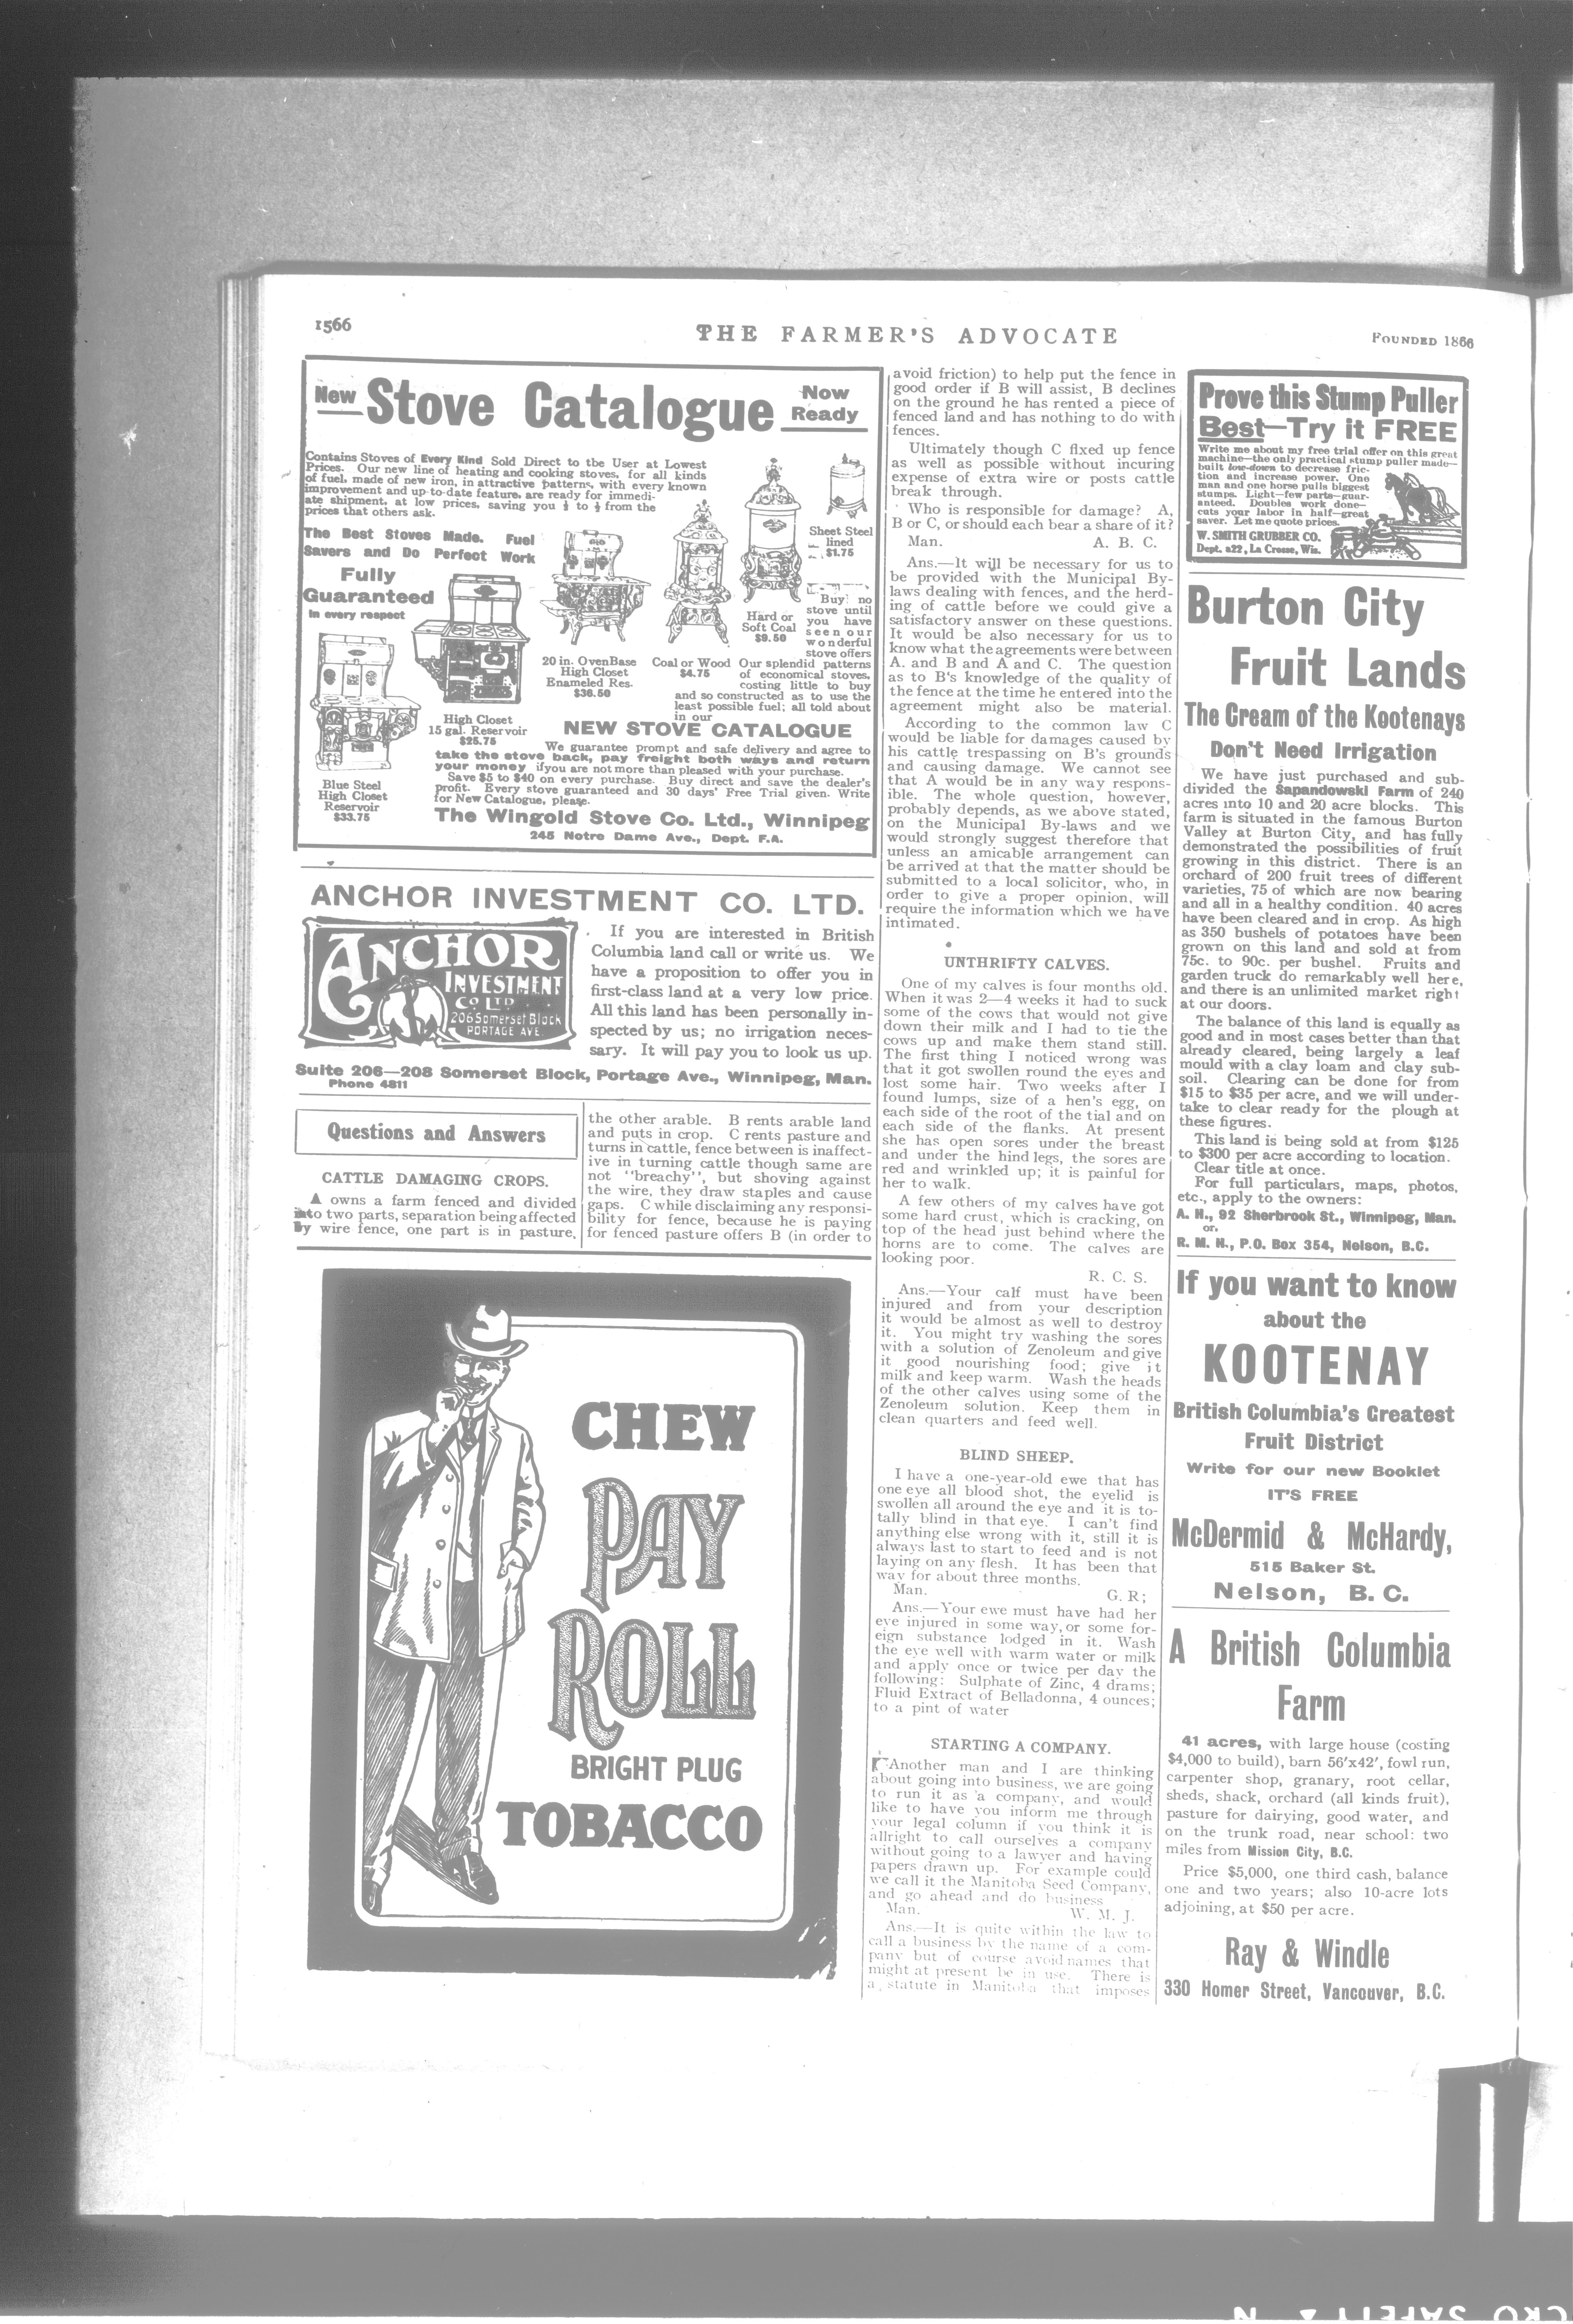 1566
THE FARMER'S ADVOCATE
FOUNDED 1866
New Stove Catalogue Now Ready
Contains Stoves of Every Kind Sold Direct to tbe User at Lowest
Prices. Our new line of heating and cooking stoves, for all kinds
of fuel, made of new iron, in attractive patterns, with every known
improvement and up-to-date feature, are ready for immedi-
ate shipment, at low prices, saving you ⅓ to ½ from the
prices that others ask.
The Best Stoves Made. Fuel
Savers and Do Perfect Work
Fully
Guaranteed
In every respect
Sheet Steel
lined
$1.75
Hard or
Soft Coal
$9.50
Buy no
stove until
you have
seen our
wonderful
stove offers
20 in. Oven Base
High Closet
Enameled Res.
$36.50
Coal or Wood
$4.75
Our splendid patterns
of economical stoves,
costing little to buy
and so constructed as to use the
least possible fuel; all told about
in our
High Closet
15 gal. Reservoir
$25.75
NEW STOVE CATALOGUE
Blue Steel
High Closet
Reservoir
$33.75
We guarantee prompt and safe delivery and agree to
take the stove back, pay freight both ways and return
your money if you are not more than pleased with your purchase.
Save $5 to $40 on every purchase. Buy direct and save the dealer's
profit. Every stove guaranteed and 30 days' Free Trial given. Write
for New Catalogue, please.
The Wingold Stove Co. Ltd., Winnipeg
245 Notre Dame Ave., Dept. F.A.
ANCHOR INVESTMENT CO. LTD.
ANCHOR
INVESTMENT
CO LTD
206 Somerset Block
PORTAGE AVE.
If you are interested in British
Columbia land call or write us. We
have a proposition to offer you in
first-class land at a very low price.
All this land has been personally in-
spected by us; no irrigation neces-
sary. It will pay you to look us up.
Suite 206—208 Somerset Block, Portage Ave., Winnipeg, Man.
Phone 4811
Questions and Answers
CATTLE DAMAGING CROPS.
A owns a farm fenced and divided
into two parts, separation being affected
by wire fence, one part is in pasture,
the other arable. B rents arable land
and puts in crop. C rents pasture and
turns in cattle, fence between is inaffect-
ive in turning cattle though same are
not "breachy", but shoving against
the wire, they draw staples and cause
gaps. C while disclaiming any responsi-
bility for fence, because he is paying
for fenced pasture offers B (in order to
avoid friction) to help put the fence in
good order if B will assist, B declines
on the ground he has rented a piece of
fenced land and has nothing to do with
fences.
Ultimately though C fixed up fence
as well as possible without incuring
expense of extra wire or posts cattle
break through.
Who is responsible for damage? A,
B or C, or should each bear a share of it?
Man. A. B. C.
Ans.—It will be necessary for us to
be provided with the Municipal By-
laws dealing with fences, and the herd-
ing of cattle before we could give a
satisfactory answer on these questions.
It would be also necessary for us to
know what the agreements were between
A. and B and A and C. The question
as to B's knowledge of the quality of
the fence at the time he entered into the
agreement might also be material.
According to the common law C
would be liable for damages caused by
his cattle trespassing on B's grounds
and causing damage. We cannot see
that A would be in any way respons-
ible. The whole question, however,
probably depends, as we above stated,
on the Municipal By-laws and we
would strongly suggest therefore that
unless an amicable arrangement can
be arrived at that the matter should be
submitted to a local solicitor, who, in
order to give a proper opinion, will
require the information which we have
intimated.
UNTHRIFTY CALVES.
One of my calves is four months old.
When it was 2—4 weeks it had to suck
some of the cows that would not give
down their milk and I had to tie the
cows up and make them stand still.
The first thing I noticed wrong was
that it got swollen round the eyes and
lost some hair. Two weeks after I
found lumps, size of a hen's egg, on
each side of the root of the tial and on
each side of the flanks. At present
she has open sores under the breast
and under the hind legs, the sores are
red and wrinkled up; it is painful for
her to walk.
A few others of my calves have got
some hard crust, which is cracking, on
top of the head just behind where the
horns are to come. The calves are
looking poor.
R. C. S.
Ans.—Your calf must have been
injured and from your description
it would be almost as well to destroy
it. You might try washing the sores
with a solution of Zenoleum and give
it good nourishing food; give it
milk and keep warm. Wash the heads
of the other calves using some of the
Zenoleum solution. Keep them in
clean quarters and feed well.
BLIND SHEEP.
I have a one-year-old ewe that has
one eye all blood shot, the eyelid is
swollen all around the eye and it is to-
tally blind in that eye. I can't find
anything else wrong with it, still it is
always last to start to feed and is not
laying on any flesh. It has been that
way for about three months.
Man. G. R;
Ans.—Your ewe must have had her
eye injured in some way, or some for-
eign substance lodged in it. Wash
the eye well with warm water or milk
and apply once or twice per day the
following: Sulphate of Zinc, 4 drams;
Fluid Extract of Belladonna, 4 ounces;
to a pint of water
STARTING A COMPANY.
Another man and I are thinking
about going into business, we are going
to run it as a company, and would
like to have you inform me through
your legal column if you think it is
allright to call ourselves a company
without going to a lawyer and having
papers drawn up. For example could
we call it the Manitoba Seed Company,
and go ahead and do business
Man. W. M. J.
Ans.—It is quite within the law to
call a business by the name of a com-
pany but of course avoid names that
might at present be in use. There is
a statute in Manitoba that imposes
CHEW
PAY
ROLL
BRIGHT PLUG
TOBACCO
Prove this Stump Puller
Best—Try it FREE
Write me about my free trial offer on this great
machine—the only practical stump puller made—
built low-down to decrease fric-
tion and increase power. One
man and one horse pulls biggest
stumps. Light—few parts—guar-
anteed. Doubles work done—
cuts your labor in half—great
saver. Let me quote prices.
W. SMITH GRUBBER CO.
Dept. a22, La Crosse, Wis.
Burton City
Fruit Lands
The Cream of the Kootenays
Don't Need Irrigation
We have just purchased and sub-
divided the Sapandowski Farm of 240
acres into 10 and 20 acre blocks. This
farm is situated in the famous Burton
Valley at Burton City, and has fully
demonstrated the possibilities of fruit
growing in this district. There is an
orchard of 200 fruit trees of different
varieties, 75 of which are now bearing
and all in a healthy condition. 40 acres
have been cleared and in crop. As high
as 350 bushels of potatoes have been
grown on this land and sold at from
75c. to 90c. per bushel. Fruits and
garden truck do remarkably well here,
and there is an unlimited market right
at our doors.
The balance of this land is equally as
good and in most cases better than that
already cleared, being largely a leaf
mould with a clay loam and clay sub-
soil. Clearing can be done for from
$15 to $35 per acre, and we will under-
take to clear ready for the plough at
these figures.
This land is being sold at from $125
to $300 per acre according to location.
Clear title at once.
For full particulars, maps, photos,
etc., apply to the owners:
A. H., 92 Sherbrook St., Winnipeg, Man.
or,
R. M. H., P.O. Box 354, Nelson, B.C.
If you want to know
about the
KOOTENAY
British Columbia's Greatest
Fruit District
Write for our new Booklet
IT'S FREE
McDermid & McHardy,
515 Baker St.
Nelson, B. C.
A British Columbia
Farm
41 acres, with large house (costing
$4,000 to build), barn 56'x42', fowl run,
carpenter shop, granary, root cellar,
sheds, shack, orchard (all kinds fruit),
pasture for dairying, good water, and
on the trunk road, near school: two
miles from Mission City, B.C.
Price $5,000, one third cash, balance
one and two years; also 10-acre lots
adjoining, at $50 per acre.
Ray & Windle
330 Homer Street, Vancouver, B.C.